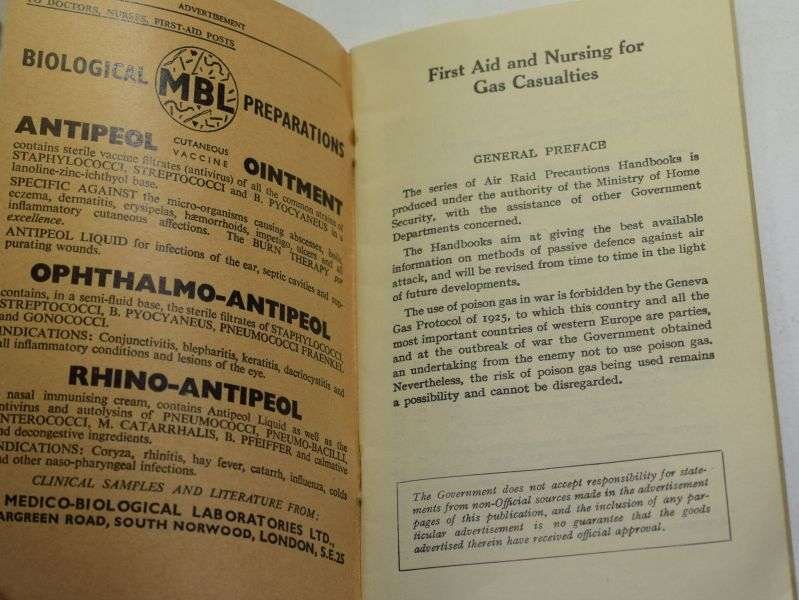 ADVERTISEMENT
TO DOCTORS, NURSES, FIRST-AID POSTS
BIOLOGICAL MBL PREPARATIONS
ANTIPEOL CUTANEOUS VACCINE OINTMENT
contains sterile vaccine filtrates (antivirus) of all the common strains of
STAPHYLOCOCCI, STREPTOCOCCI and B. PYOCYANEUS in a
lanoline-zinc-ichthyol base.
SPECIFIC AGAINST the micro-organisms causing abscesses, boils,
eczema, dermatitis, erysipelas, hæmorrhoids, impetigo, ulcers and all
inflammatory cutaneous affections. The BURN THERAPY par
excellence.
ANTIPEOL LIQUID for infections of the ear, septic cavities and sup-
purating wounds.
OPHTHALMO-ANTIPEOL
contains, in a semi-fluid base, the sterile filtrates of STAPHYLOCOCCI,
STREPTOCOCCI, B. PYOCYANEUS, PNEUMOCOCCI FRAENKEL
and GONOCOCCI.
INDICATIONS: Conjunctivitis, blepharitis, keratitis, dacriocystitis and
all inflammatory conditions and lesions of the eye.
RHINO-ANTIPEOL
nasal immunising cream, contains Antipeol Liquid as well as the
antivirus and autolysins of PNEUMOCOCCI, PNEUMO-BACILLI,
ENTEROCOCCI, M. CATARRHALIS, B. PFEIFFER and calmative
and decongestive ingredients.
INDICATIONS: Coryza, rhinitis, hay fever, catarrh, influenza, colds
and other naso-pharyngeal infections.
CLINICAL SAMPLES AND LITERATURE FROM:
MEDICO-BIOLOGICAL LABORATORIES LTD.,
ARGREEN ROAD, SOUTH NORWOOD, LONDON, S.E.25
First Aid and Nursing for
Gas Casualties
GENERAL PREFACE
The series of Air Raid Precautions Handbooks is
produced under the authority of the Ministry of Home
Security, with the assistance of other Government
Departments concerned.
The Handbooks aim at giving the best available
information on methods of passive defence against air
attack, and will be revised from time to time in the light
of future developments.
The use of poison gas in war is forbidden by the Geneva
Gas Protocol of 1925, to which this country and all the
most important countries of western Europe are parties,
and at the outbreak of war the Government obtained
an undertaking from the enemy not to use poison gas.
Nevertheless, the risk of poison gas being used remains
a possibility and cannot be disregarded.
The Government does not accept responsibility for state-
ments from non-Official sources made in the advertisement
pages of this publication, and the inclusion of any par-
ticular advertisement is no guarantee that the goods
advertised therein have received official approval.